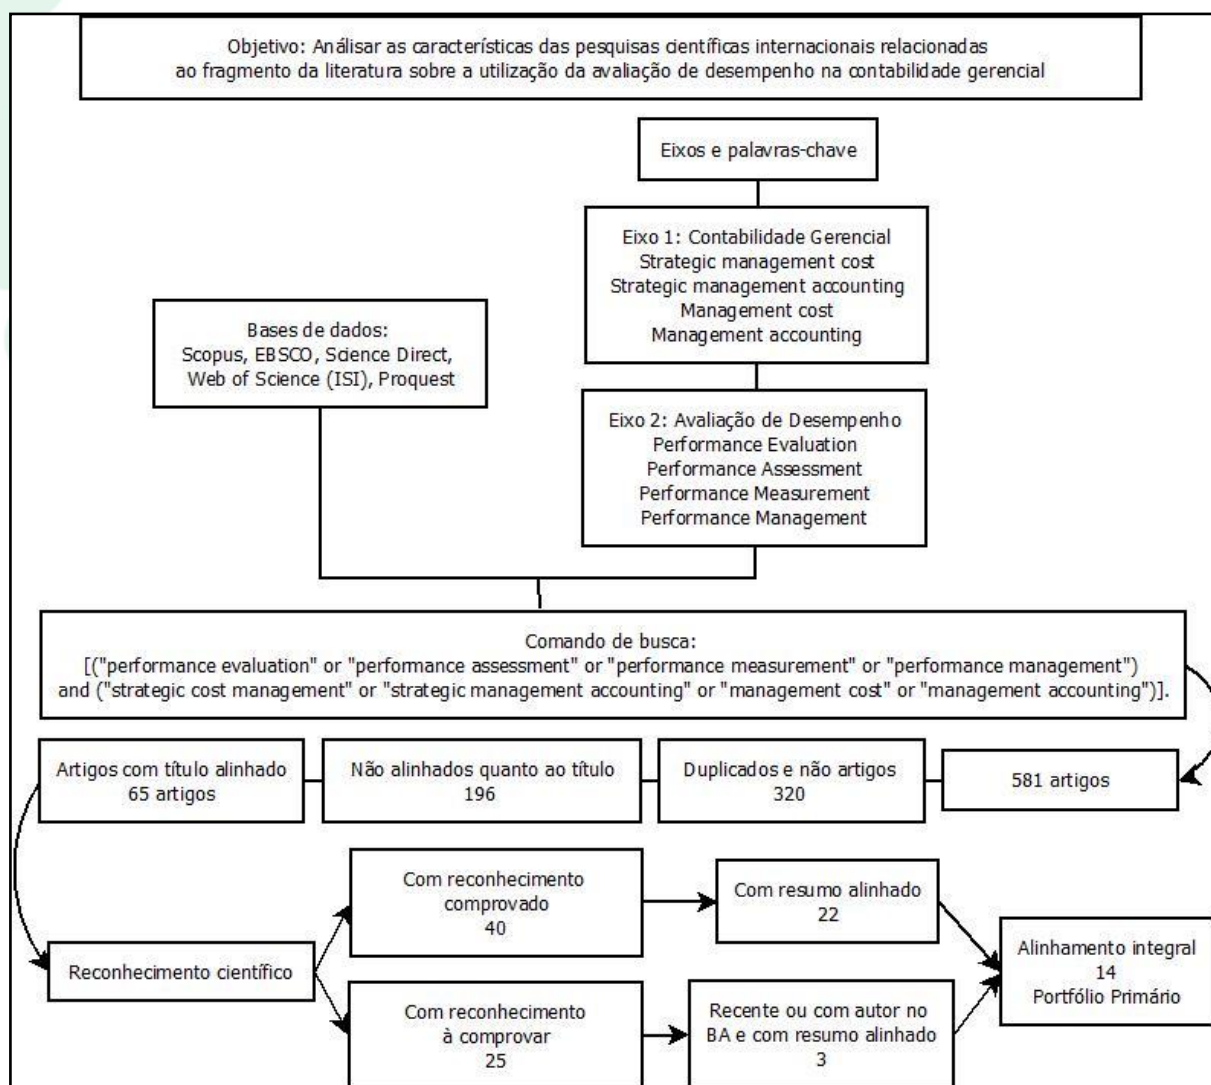 Objetivo: Análisar as características das pesquisas científicas internacionais relacionadas
ao fragmento da literatura sobre a utilização da avaliação de desempenho na contabilidade gerencial
Eixos e palavras-chave
Eixo 1: Contabilidade Gerencial
Strategic management cost
Strategic management accounting
Management cost
Management accounting
Bases de dados:
Scopus, EBSCO, Science Direct,
Web of Science (ISI), Proquest
Eixo 2: Avaliação de Desempenho
Performance Evaluation
Performance Assessment
Performance Measurement
Performance Management
Comando de busca:
[("performance evaluation" or "performance assessment" or "performance measurement" or "performance management")
and ("strategic cost management" or "strategic management accounting" or "management cost" or "management accounting")].
Artigos com título alinhado
65 artigos
Não alinhados quanto ao título
196
Duplicados e não artigos
320
581 artigos
Com reconhecimento
comprovado
40
Com resumo alinhado
22
Reconhecimento científico
Alinhamento integral
14
Portfólio Primário
Com reconhecimento
à comprovar
25
Recente ou com autor no
BA e com resumo alinhado
3